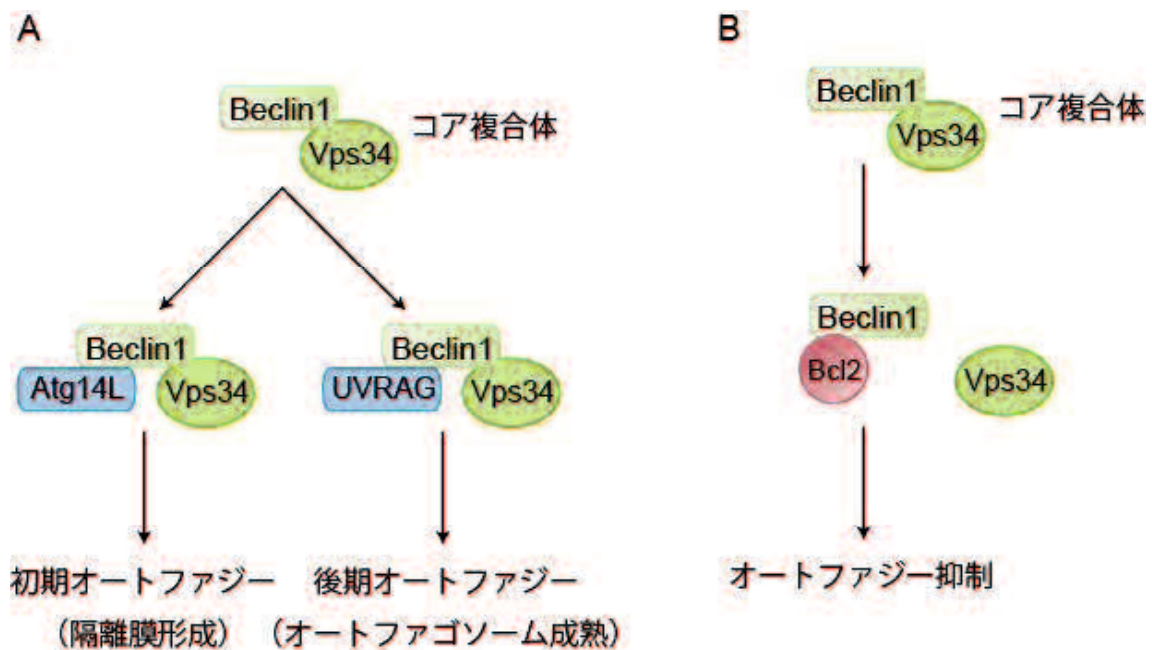 A
Beclin1
Vps34
コア複合体
Beclin1
Atg14L
Vps34
Beclin1
UVRAG
Vps34
初期オートファジー
（隔離膜形成）
後期オートファジー
（オートファゴソーム成熟）
B
Beclin1
Vps34
コア複合体
Beclin1
Bcl2
Vps34
オートファジー抑制